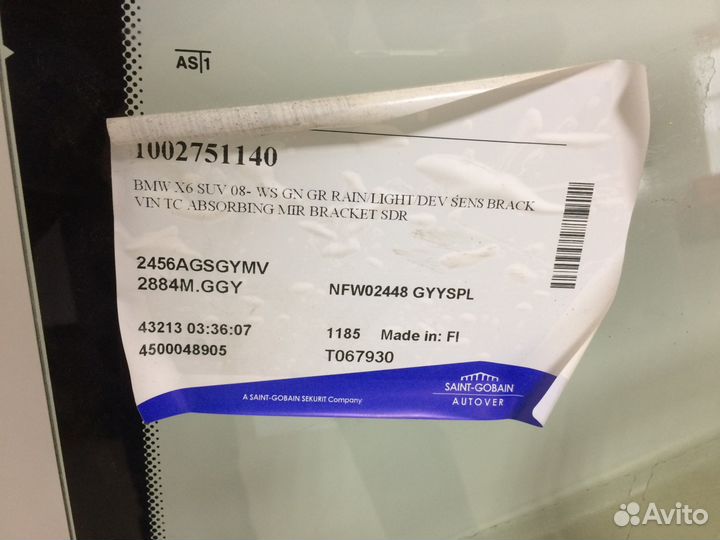 AS1
1002751140
BMW X6 SUV 08- WS GN GR RAIN/LIGHT/DEV SENS BRACK
VIN TC ABSORBING MIR BRACKET SDR
2456AGSGYMV
2884M.GGY NFW02448 GYYSPL
43213 03:36:07 1185 Made in: FI
4500048905 T067930
A SAINT-GOBAIN SEKURIT Company
SAINT-GOBAIN
AUTOVER
Avito